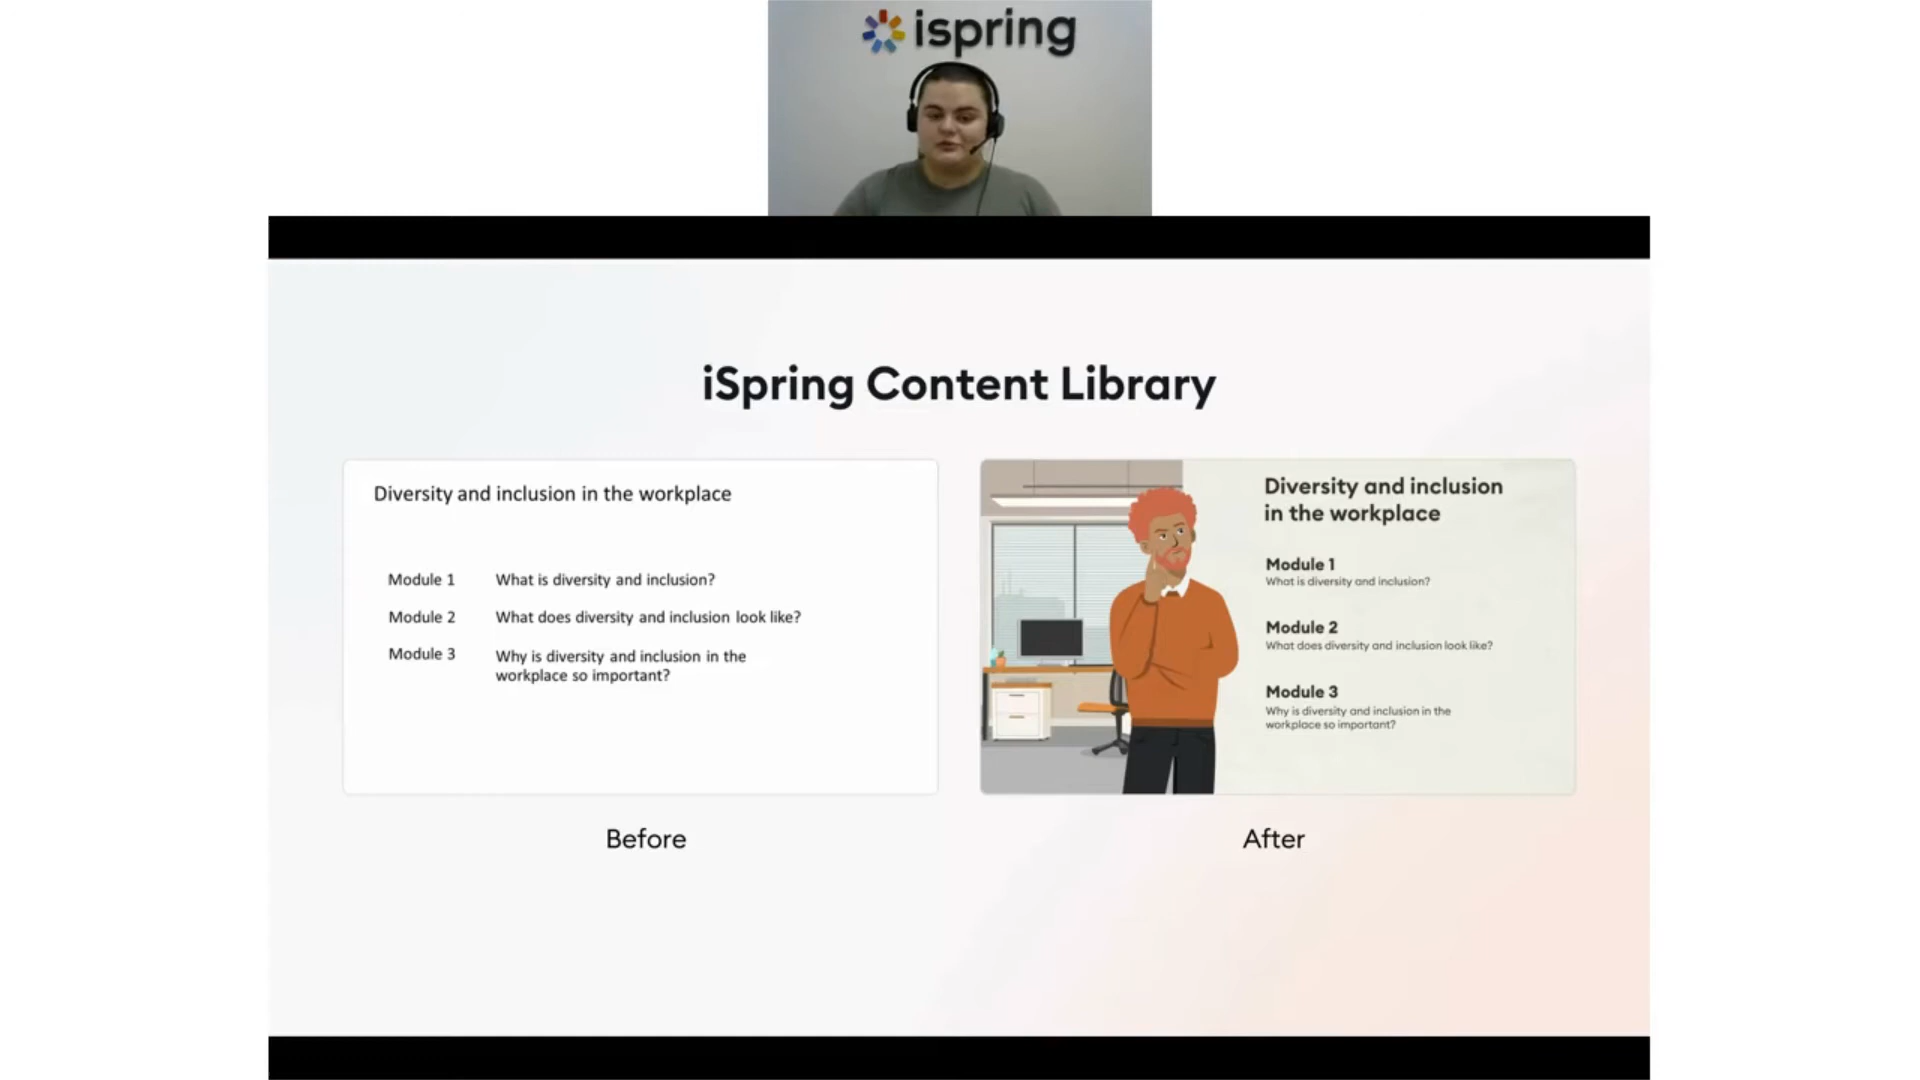 ispring
iSpring Content Library
Diversity and inclusion in the workplace
Module 1 What is diversity and inclusion?
Module 2 What does diversity and inclusion look like?
Module 3 Why is diversity and inclusion in the
workplace so important?
Before
Diversity and inclusion
in the workplace
Module 1
What is diversity and inclusion?
Module 2
What does diversity and inclusion look like?
Module 3
Why is diversity and inclusion in the
workplace so important?
After